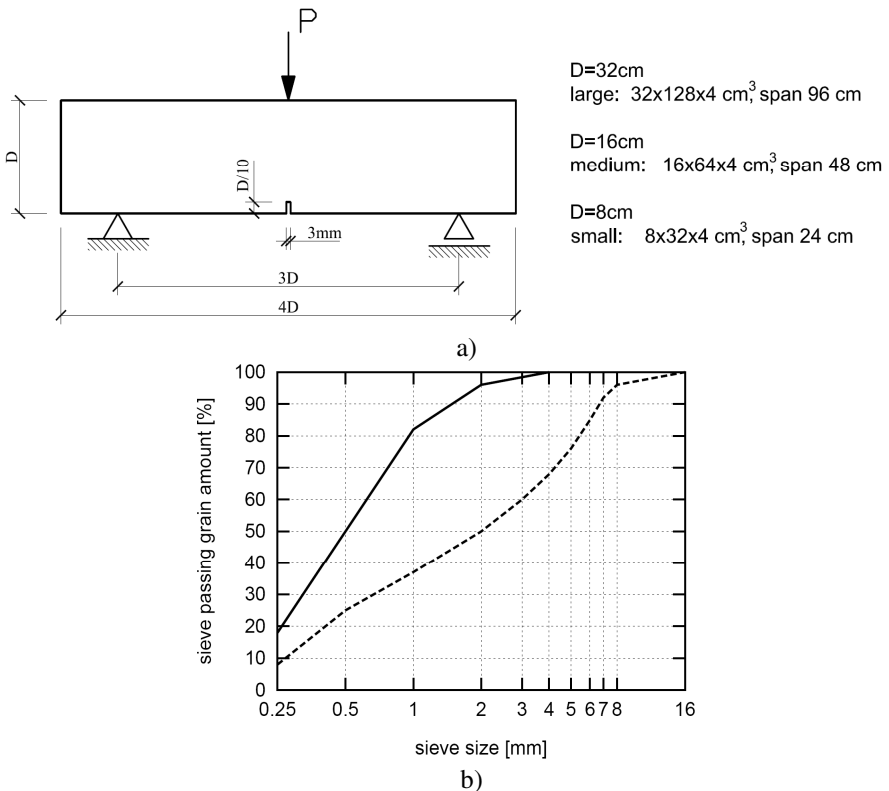 P
D
D/10
3mm
3D
4D
D=32cm
large: 32x128x4 cm³, span 96 cm
D=16cm
medium: 16x64x4 cm³, span 48 cm
D=8cm
small: 8x32x4 cm³, span 24 cm
a)
sieve passing grain amount [%]
100
90
80
70
60
50
40
30
20
10
0
0.25 0.5 1 2 3 4 5 6 7 8 16
sieve size [mm]
b)